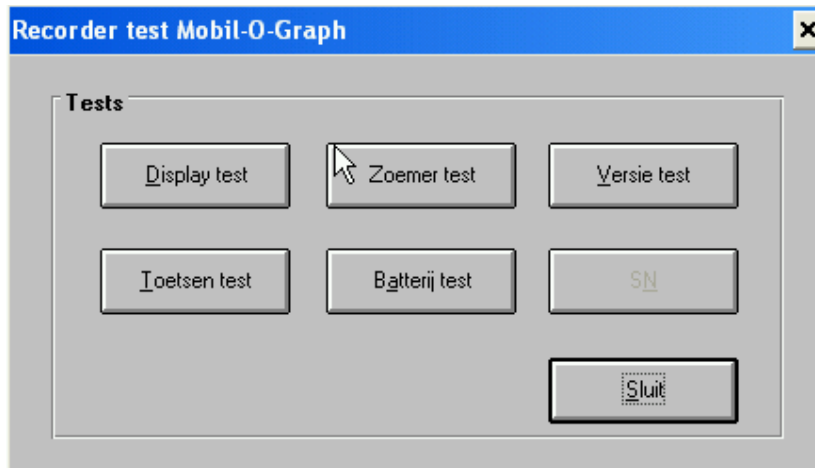 Recorder test Mobil-O-Graph
Tests
Display test
Zoemer test
Versie test
Toetsen test
Batterij test
SN
Sluit